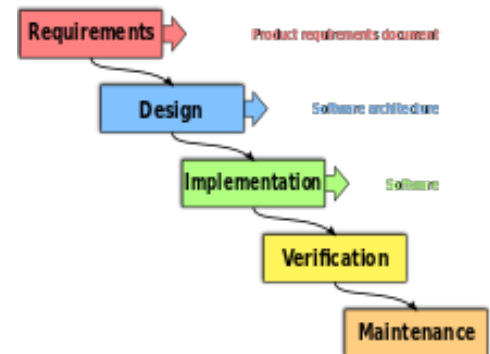 Requirements
Product requirements document
Design
Software architecture
Implementation
Software
Verification
Maintenance